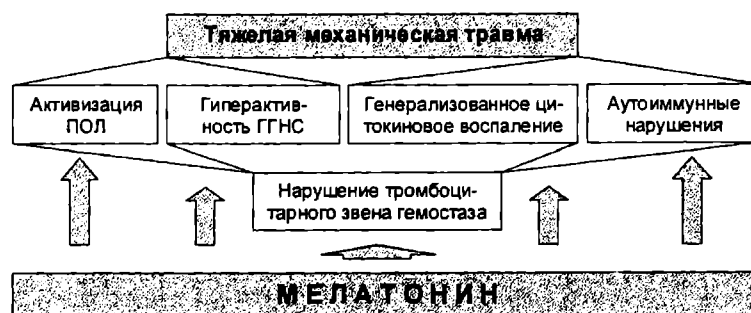 Тяжелая механическая травма
Активизация
ПОЛ
Гиперактив-
ность ГГНС
Генерализованное ци-
токиновое воспаление
Аутоиммунные
нарушения
Нарушение тромбоци-
тарного звена гемостаза
МЕЛАТОНИН